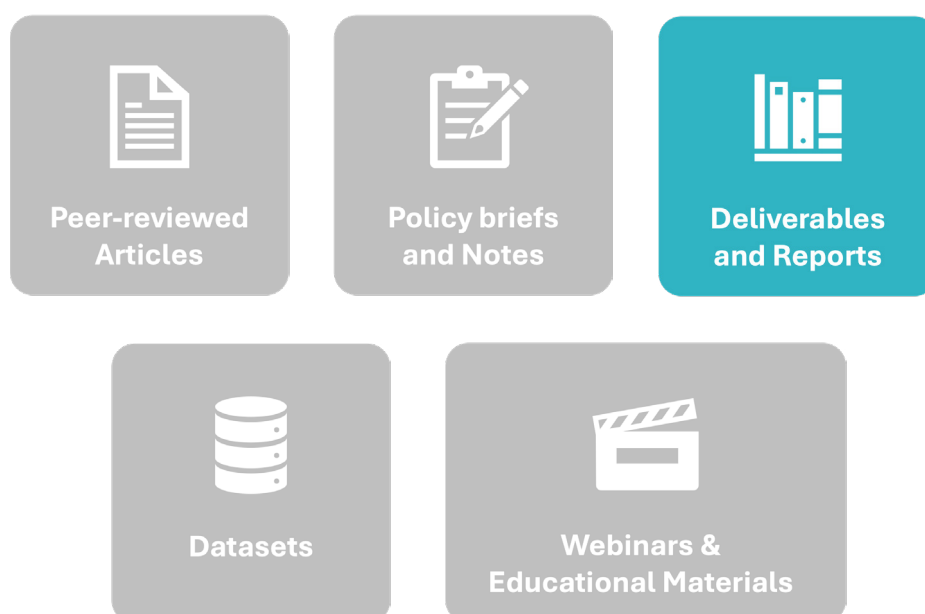 Peer-reviewed
Articles
Policy briefs
and Notes
Deliverables
and Reports
Datasets
Webinars &
Educational Materials